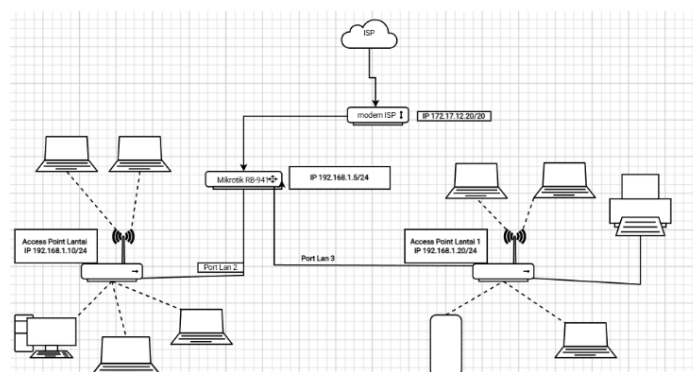 ISP
modem ISP
IP 172.17.12.20/20
Mikrotik RB-941
IP 192.168.1.5/24
Access Point Lantai
IP 192.168.1.10/24
Port Lan 2
Port Lan 3
Access Point Lantai 1
IP 192.168.1.20/24